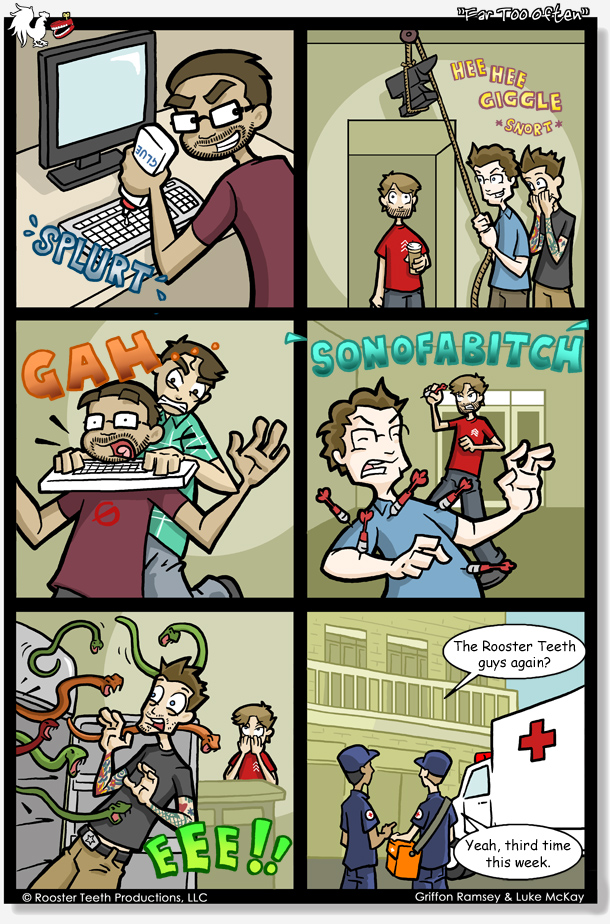 "Far Too Often"
GLUE
SPLURT
HEE HEE
GIGGLE
*SNORT*
GAH...
SONOFABITCH
EEE!!
The Rooster Teeth
guys again?
Yeah, third time
this week.
© Rooster Teeth Productions, LLC
Griffon Ramsey & Luke McKay